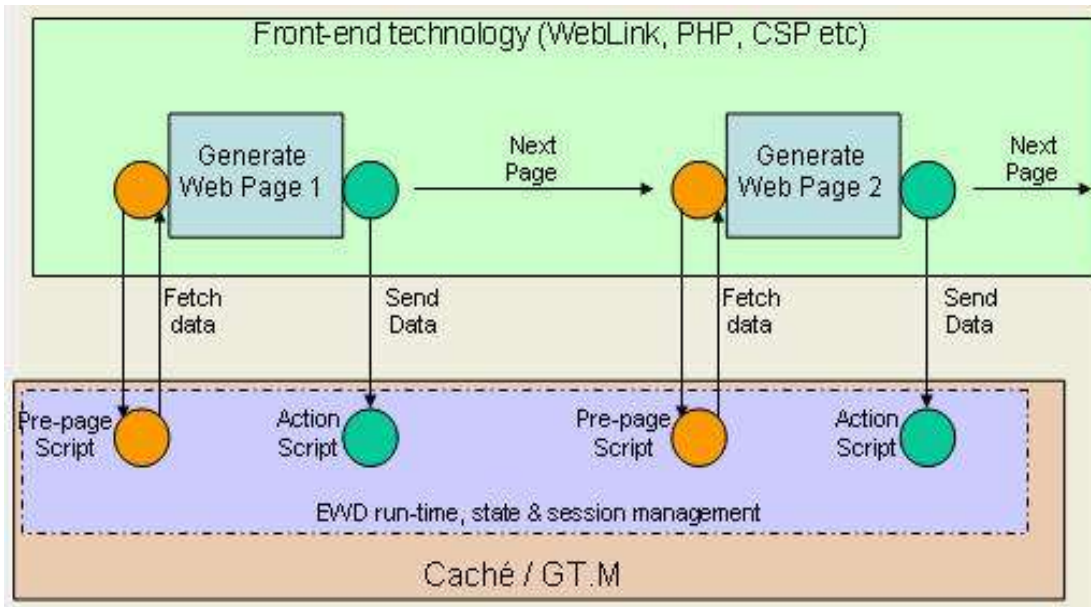 Front-end technology (WebLink, PHP, CSP etc)
Generate
Web Page 1
Next
Page
Generate
Web Page 2
Next
Page
Fetch
data
Send
Data
Fetch
data
Send
Data
Pre-page
Script
Action
Script
Pre-page
Script
Action
Script
EWD run-time, state & session management
Caché / GT.M